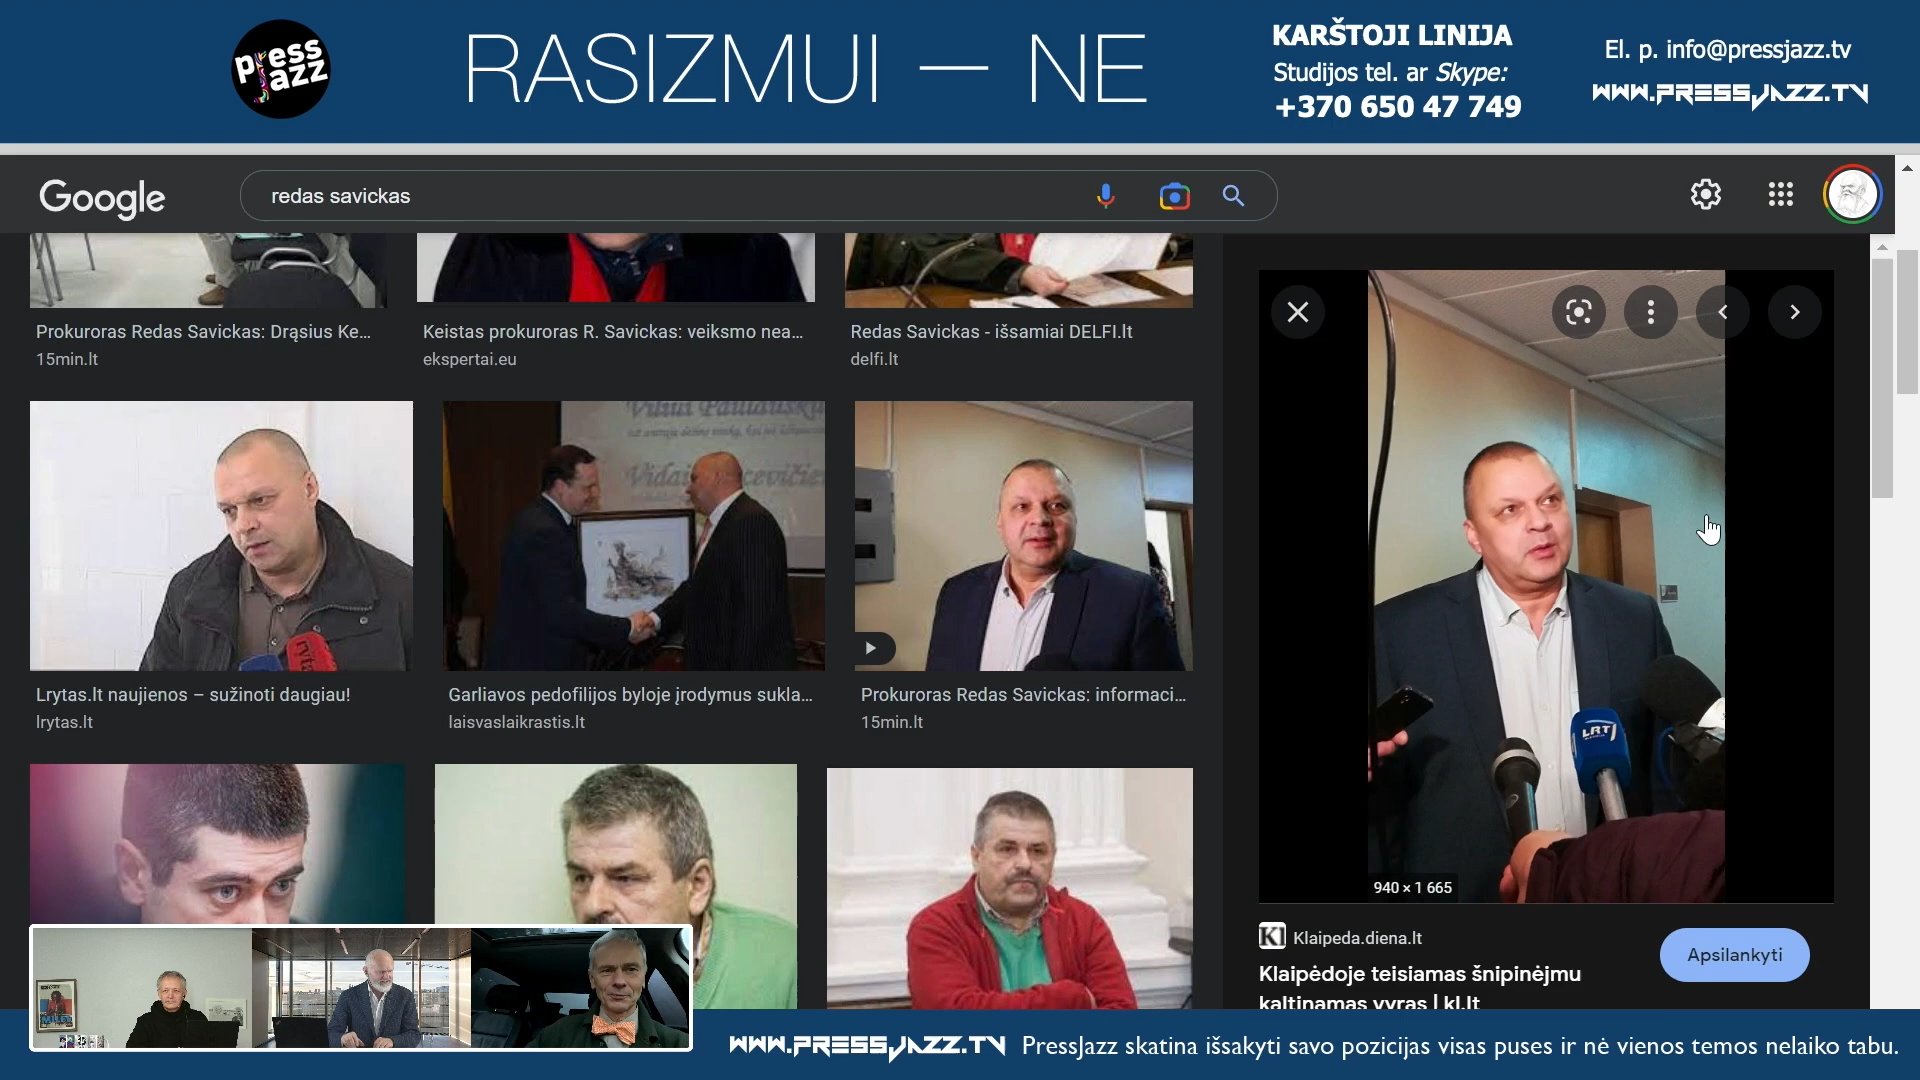 press jazz
RASIZMUI — NE
KARŠTOJI LINIJA
Studijos tel. ar Skype:
+370 650 47 749
El. p. info@pressjazz.tv
WWW.PRESSJAZZ.TV
Google
redas savickas
Prokuroras Redas Savickas: Drąsius Ke...
15min.lt
Keistas prokuroras R. Savickas: veiksmo nea...
ekspertai.eu
Redas Savickas - išsamiai DELFI.lt
delfi.lt
Lrytas.lt naujienos – sužinoti daugiau!
lrytas.lt
Garliavos pedofilijos byloje įrodymus sukla...
laisvaslaikrastis.lt
Prokuroras Redas Savickas: informaci...
15min.lt
LRT
940 × 1 665
Kl Klaipeda.diena.lt
Klaipėdoje teisiamas šnipinėjmu
kaltinamas vyras | kl.lt
Apsilankyti
WWW.PRESSJAZZ.TV PressJazz skatina išsakyti savo pozicijas visas puses ir nė vienos temos nelaiko tabu.